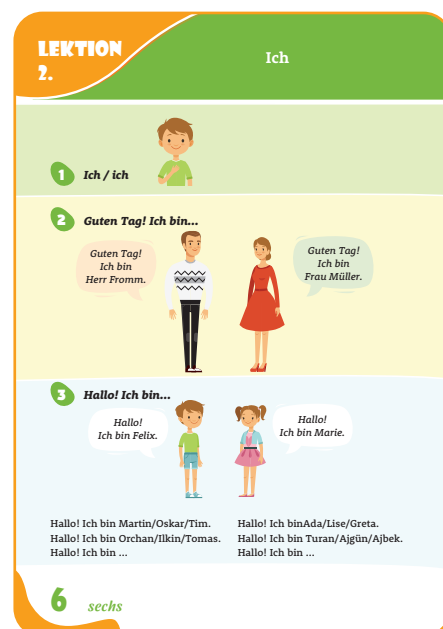 LEKTION
2.
Ich
1 Ich / ich
2 Guten Tag! Ich bin...
Guten Tag!
Ich bin
Herr Fromm.
Guten Tag!
Ich bin
Frau Müller.
3 Hallo! Ich bin...
Hallo!
Ich bin Felix.
Hallo!
Ich bin Marie.
Hallo! Ich bin Martin/Oskar/Tim.
Hallo! Ich bin Orchan/Ilkin/Tomas.
Hallo! Ich bin ...
Hallo! Ich binAda/Lise/Greta.
Hallo! Ich bin Turan/Ajgün/Ajbek.
Hallo! Ich bin ...
6 sechs